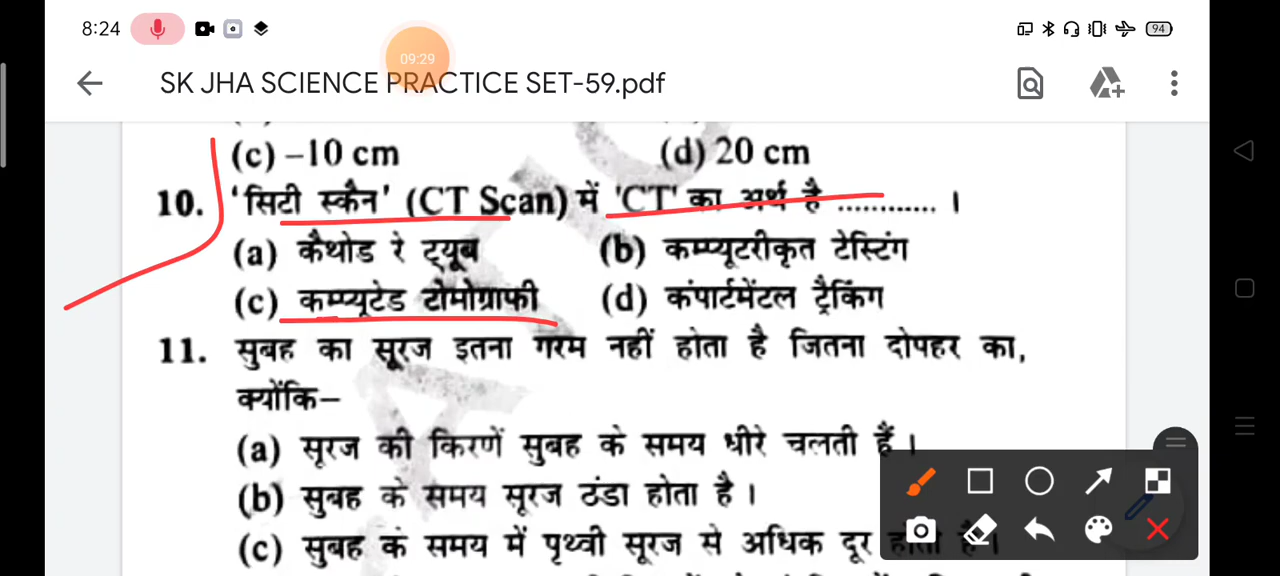 8:24
09:29
94
SK JHA SCIENCE PRACTICE SET-59.pdf
(c) –10 cm (d) 20 cm
10. 'सिटी स्कैन' (CT Scan) में 'CT' का अर्थ है ............ ।
(a) कैथोड रे ट्यूब (b) कम्प्यूटरीकृत टेस्टिंग
(c) कम्प्यूटेड टोमोग्राफी (d) कंपार्टमेंटल ट्रैकिंग
11. सुबह का सूरज इतना गरम नहीं होता है जितना दोपहर का,
क्योंकि–
(a) सूरज की किरणें सुबह के समय धीरे चलती हैं ।
(b) सुबह के समय सूरज ठंडा होता है ।
(c) सुबह के समय में पृथ्वी सूरज से अधिक दूर होती है ।